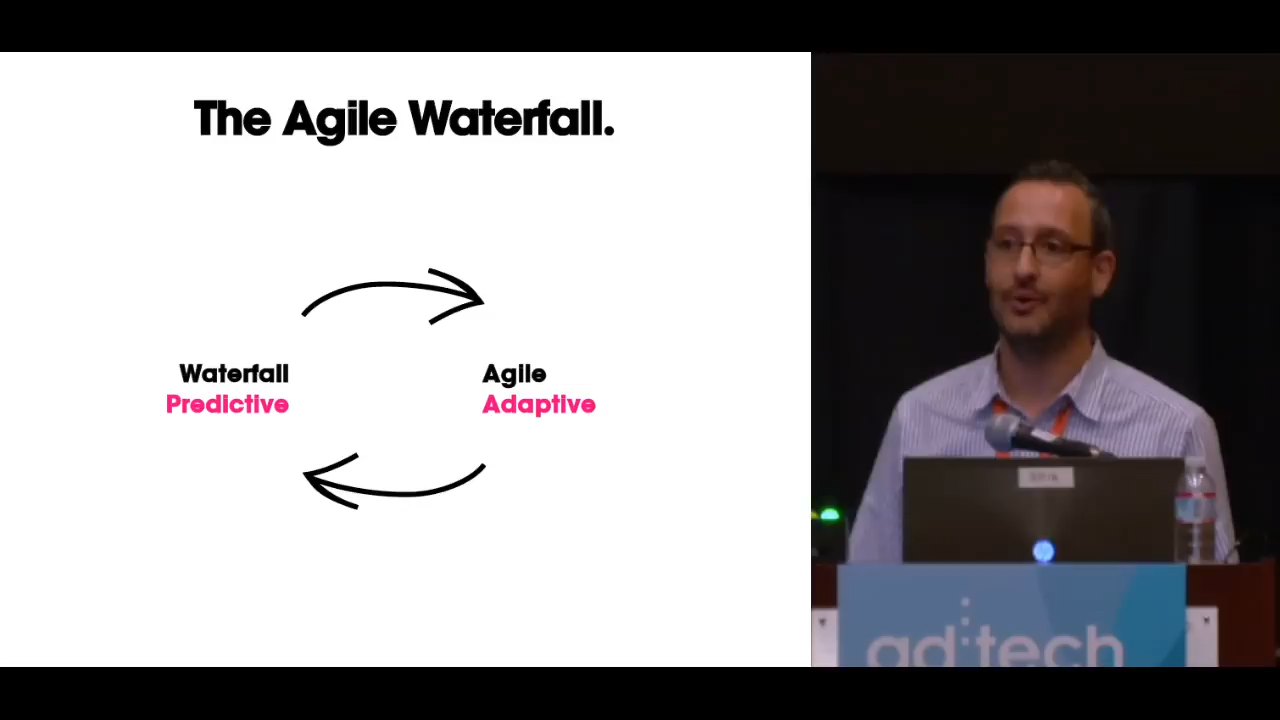 The Agile Waterfall.
Waterfall
Predictive
Agile
Adaptive
ad:tech